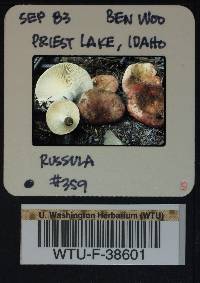 SEP 83 BEN WOO
PRIEST LAKE, IDAHO
RUSSULA
#359
U. Washington Herbarium (WTU)
WTU-F-38601